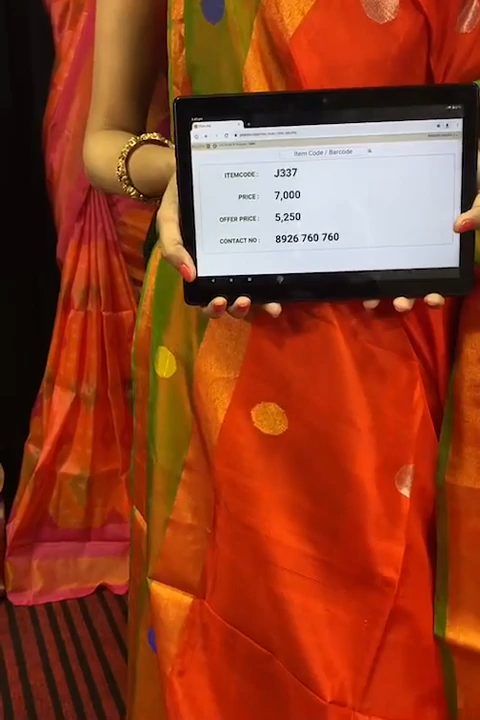 Item Code / Barcode
ITEMCODE : J337
PRICE : 7,000
OFFER PRICE : 5,250
CONTACT NO : 8926 760 760